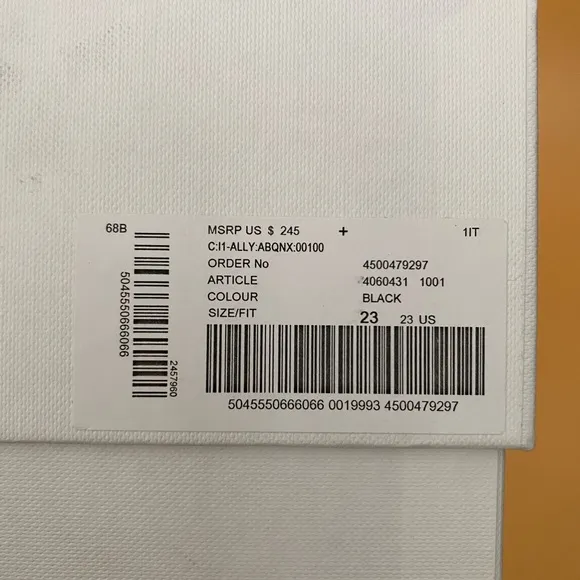 68B
MSRP US $ 245 + 1IT
C:I1-ALLY:ABQNX:00100
ORDER No 4500479297
ARTICLE 4060431 1001
COLOUR BLACK
SIZE/FIT 23 23 US
5045550666066 0019993 4500479297
5045550666066
2457960